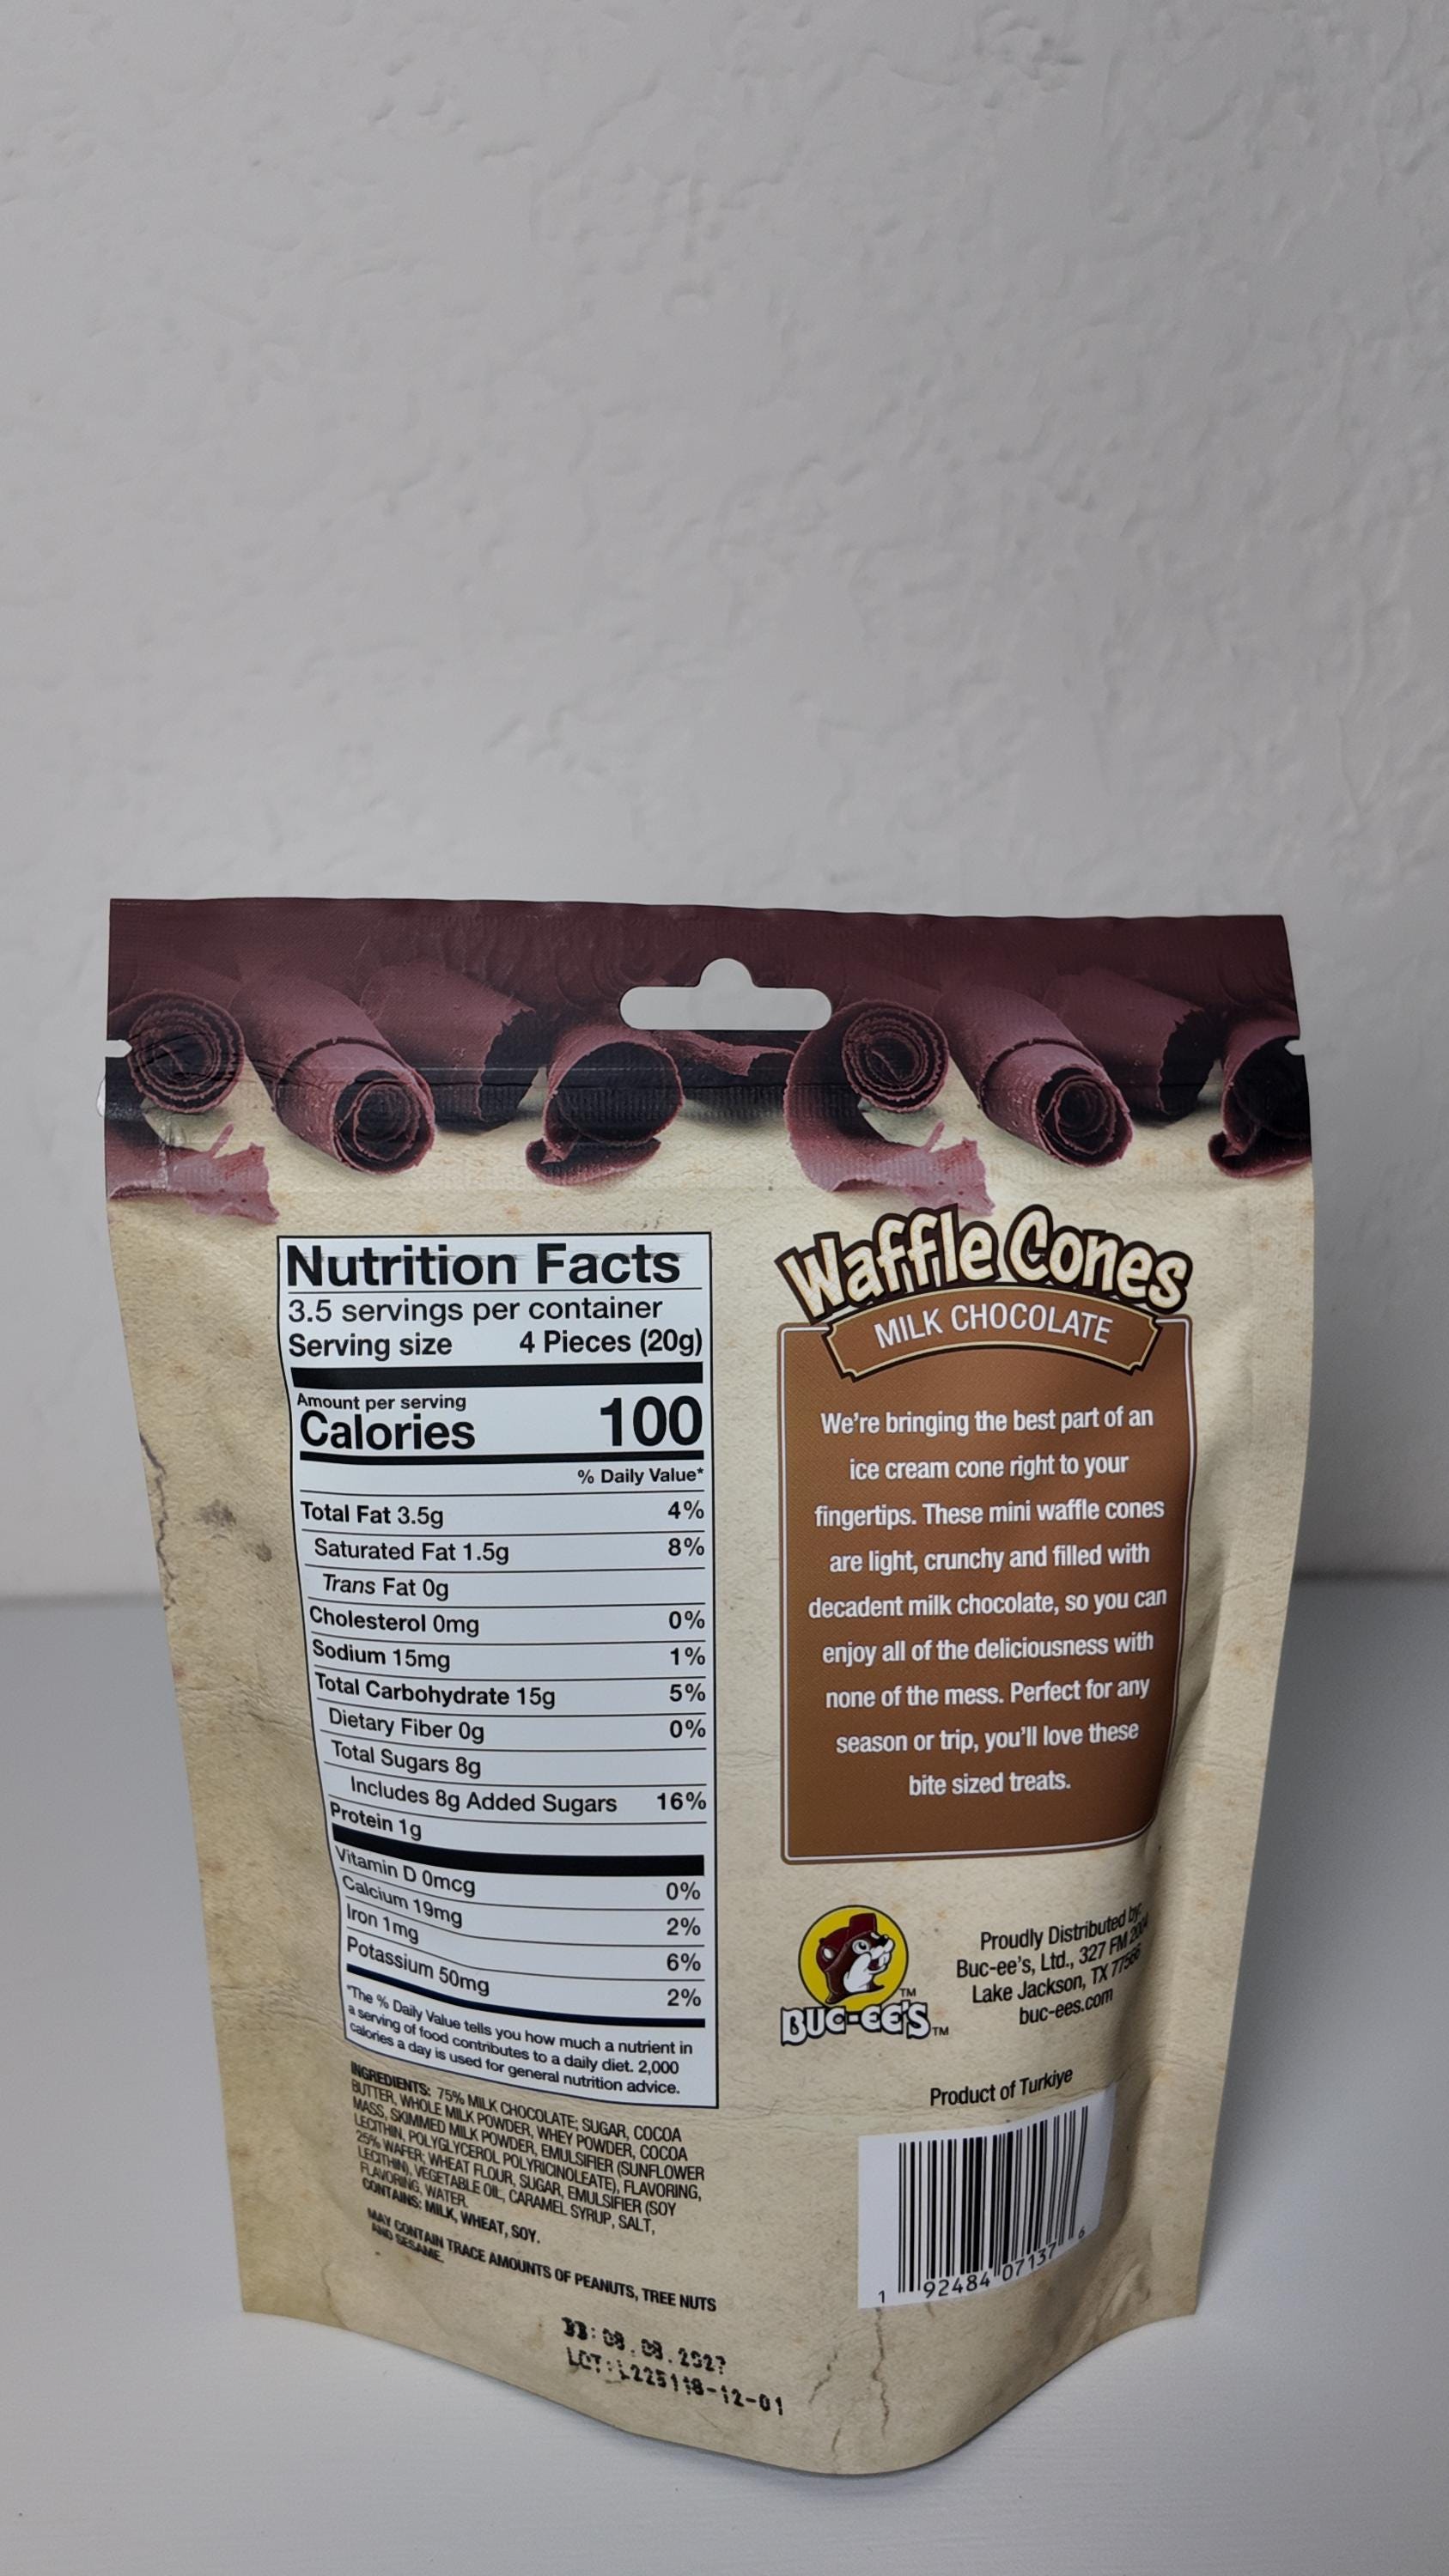 Nutrition Facts
3.5 servings per container
Serving size 4 Pieces (20g)
Amount per serving
Calories 100
% Daily Value*
Total Fat 3.5g 4%
Saturated Fat 1.5g 8%
Trans Fat 0g
Cholesterol 0mg 0%
Sodium 15mg 1%
Total Carbohydrate 15g 5%
Dietary Fiber 0g 0%
Total Sugars 8g
Includes 8g Added Sugars 16%
Protein 1g
Vitamin D 0mcg 0%
Calcium 19mg 2%
Iron 1mg 6%
Potassium 50mg 2%
*The % Daily Value tells you how much a nutrient in
a serving of food contributes to a daily diet. 2,000
calories a day is used for general nutrition advice.
INGREDIENTS: 75% MILK CHOCOLATE; SUGAR, COCOA
BUTTER, WHOLE MILK POWDER, WHEY POWDER, COCOA
MASS, SKIMMED MILK POWDER, EMULSIFIER (SUNFLOWER
LECITHIN, POLYGLYCEROL POLYRICINOLEATE), FLAVORING,
25% WAFER; WHEAT FLOUR, SUGAR, EMULSIFIER (SOY
LECITHIN), VEGETABLE OIL, CARAMEL SYRUP, SALT,
FLAVORING, WATER.
CONTAINS: MILK, WHEAT, SOY.
MAY CONTAIN TRACE AMOUNTS OF PEANUTS, TREE NUTS
AND SESAME.
BB: 08.08.2027
LOT: L225118-12-01
Waffle Cones
MILK CHOCOLATE
We're bringing the best part of an
ice cream cone right to your
fingertips. These mini waffle cones
are light, crunchy and filled with
decadent milk chocolate, so you can
enjoy all of the deliciousness with
none of the mess. Perfect for any
season or trip, you'll love these
bite sized treats.
TM
BUC-EE'S TM
Proudly Distributed by:
Buc-ee's, Ltd., 327 FM 2004
Lake Jackson, TX 77566
buc-ees.com
Product of Turkiye
1 92484 07137 6